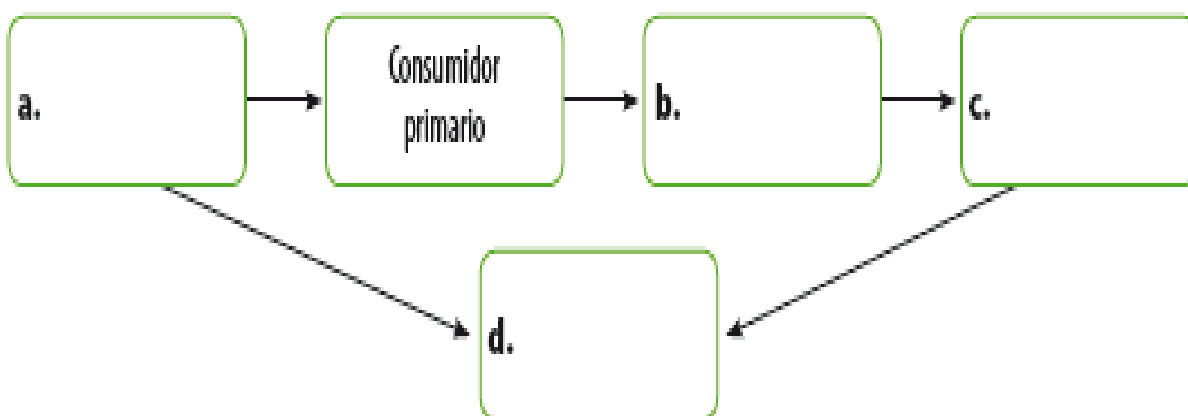 a.
Consumidor
primario
b.
c.
d.